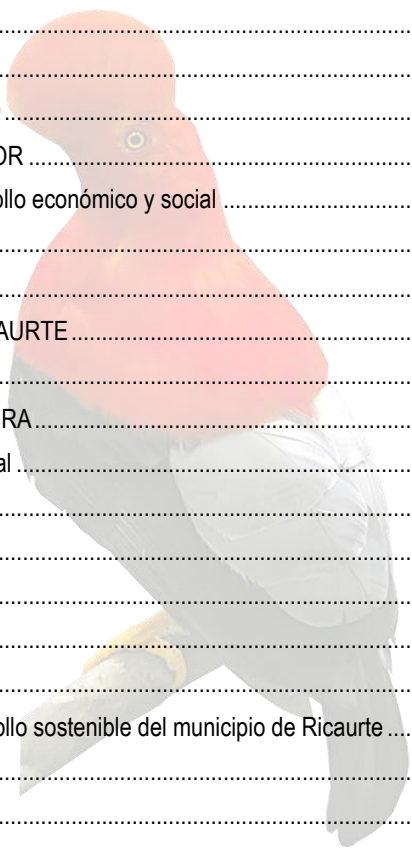 OR
ollo económico y social
AURTE
RA
al
ollo sostenible del municipio de Ricaurte